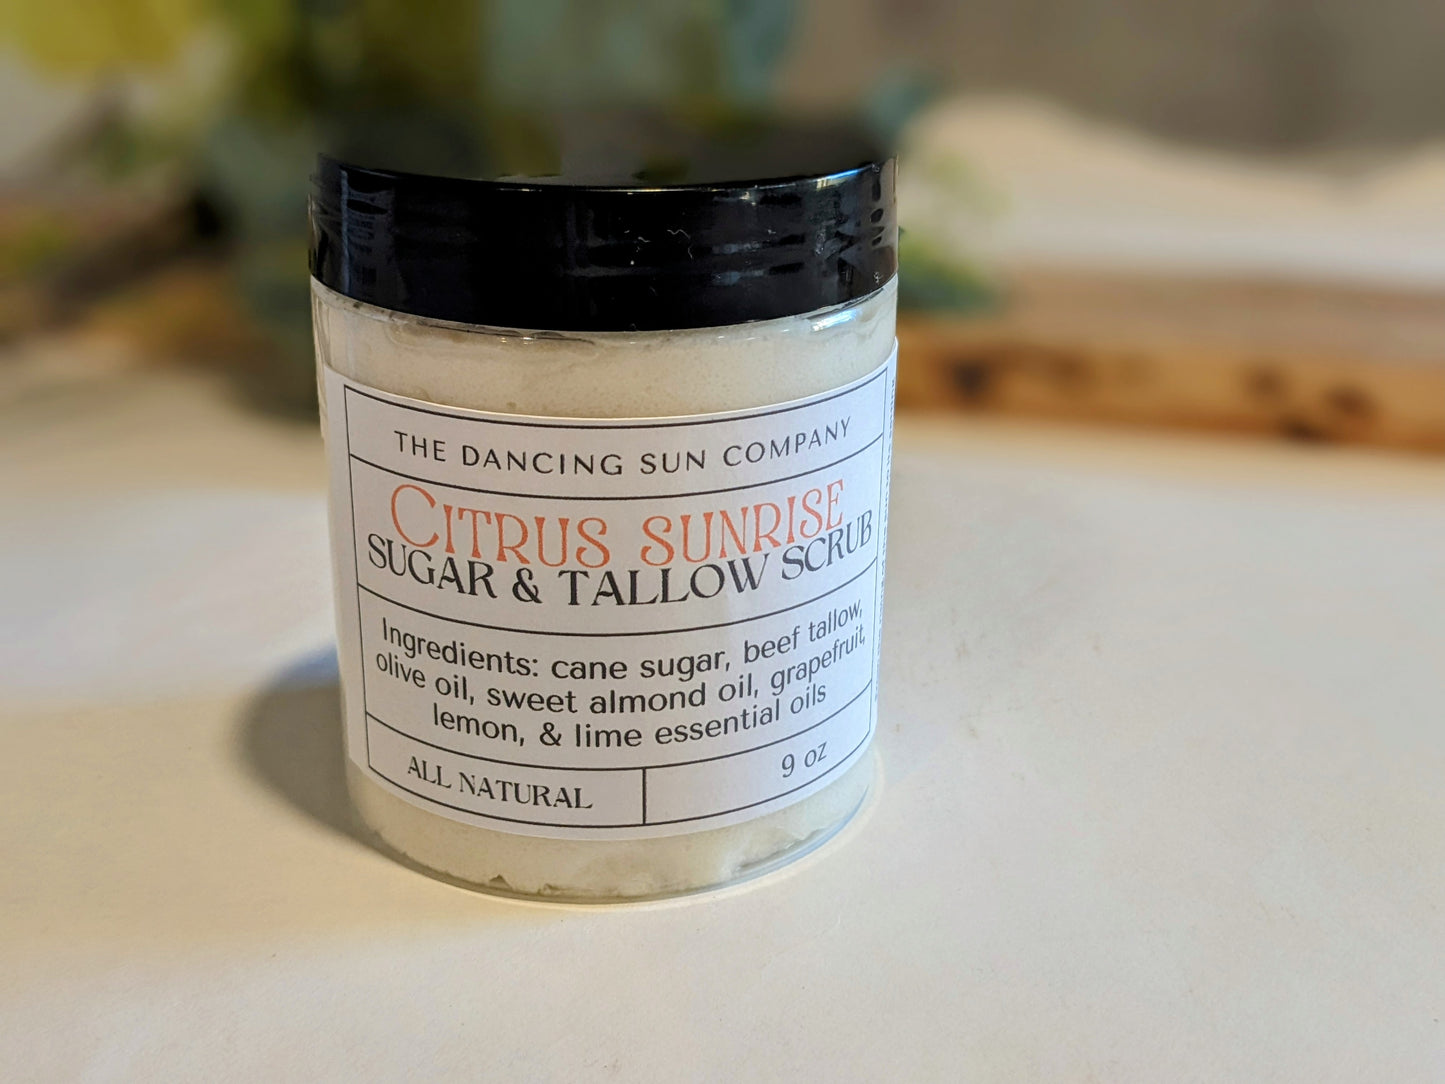 THE DANCING SUN COMPANY
CITRUS SUNRISE
SUGAR & TALLOW SCRUB
Ingredients: cane sugar, beef tallow,
olive oil, sweet almond oil, grapefruit,
lemon, & lime essential oils
ALL NATURAL
9 oz